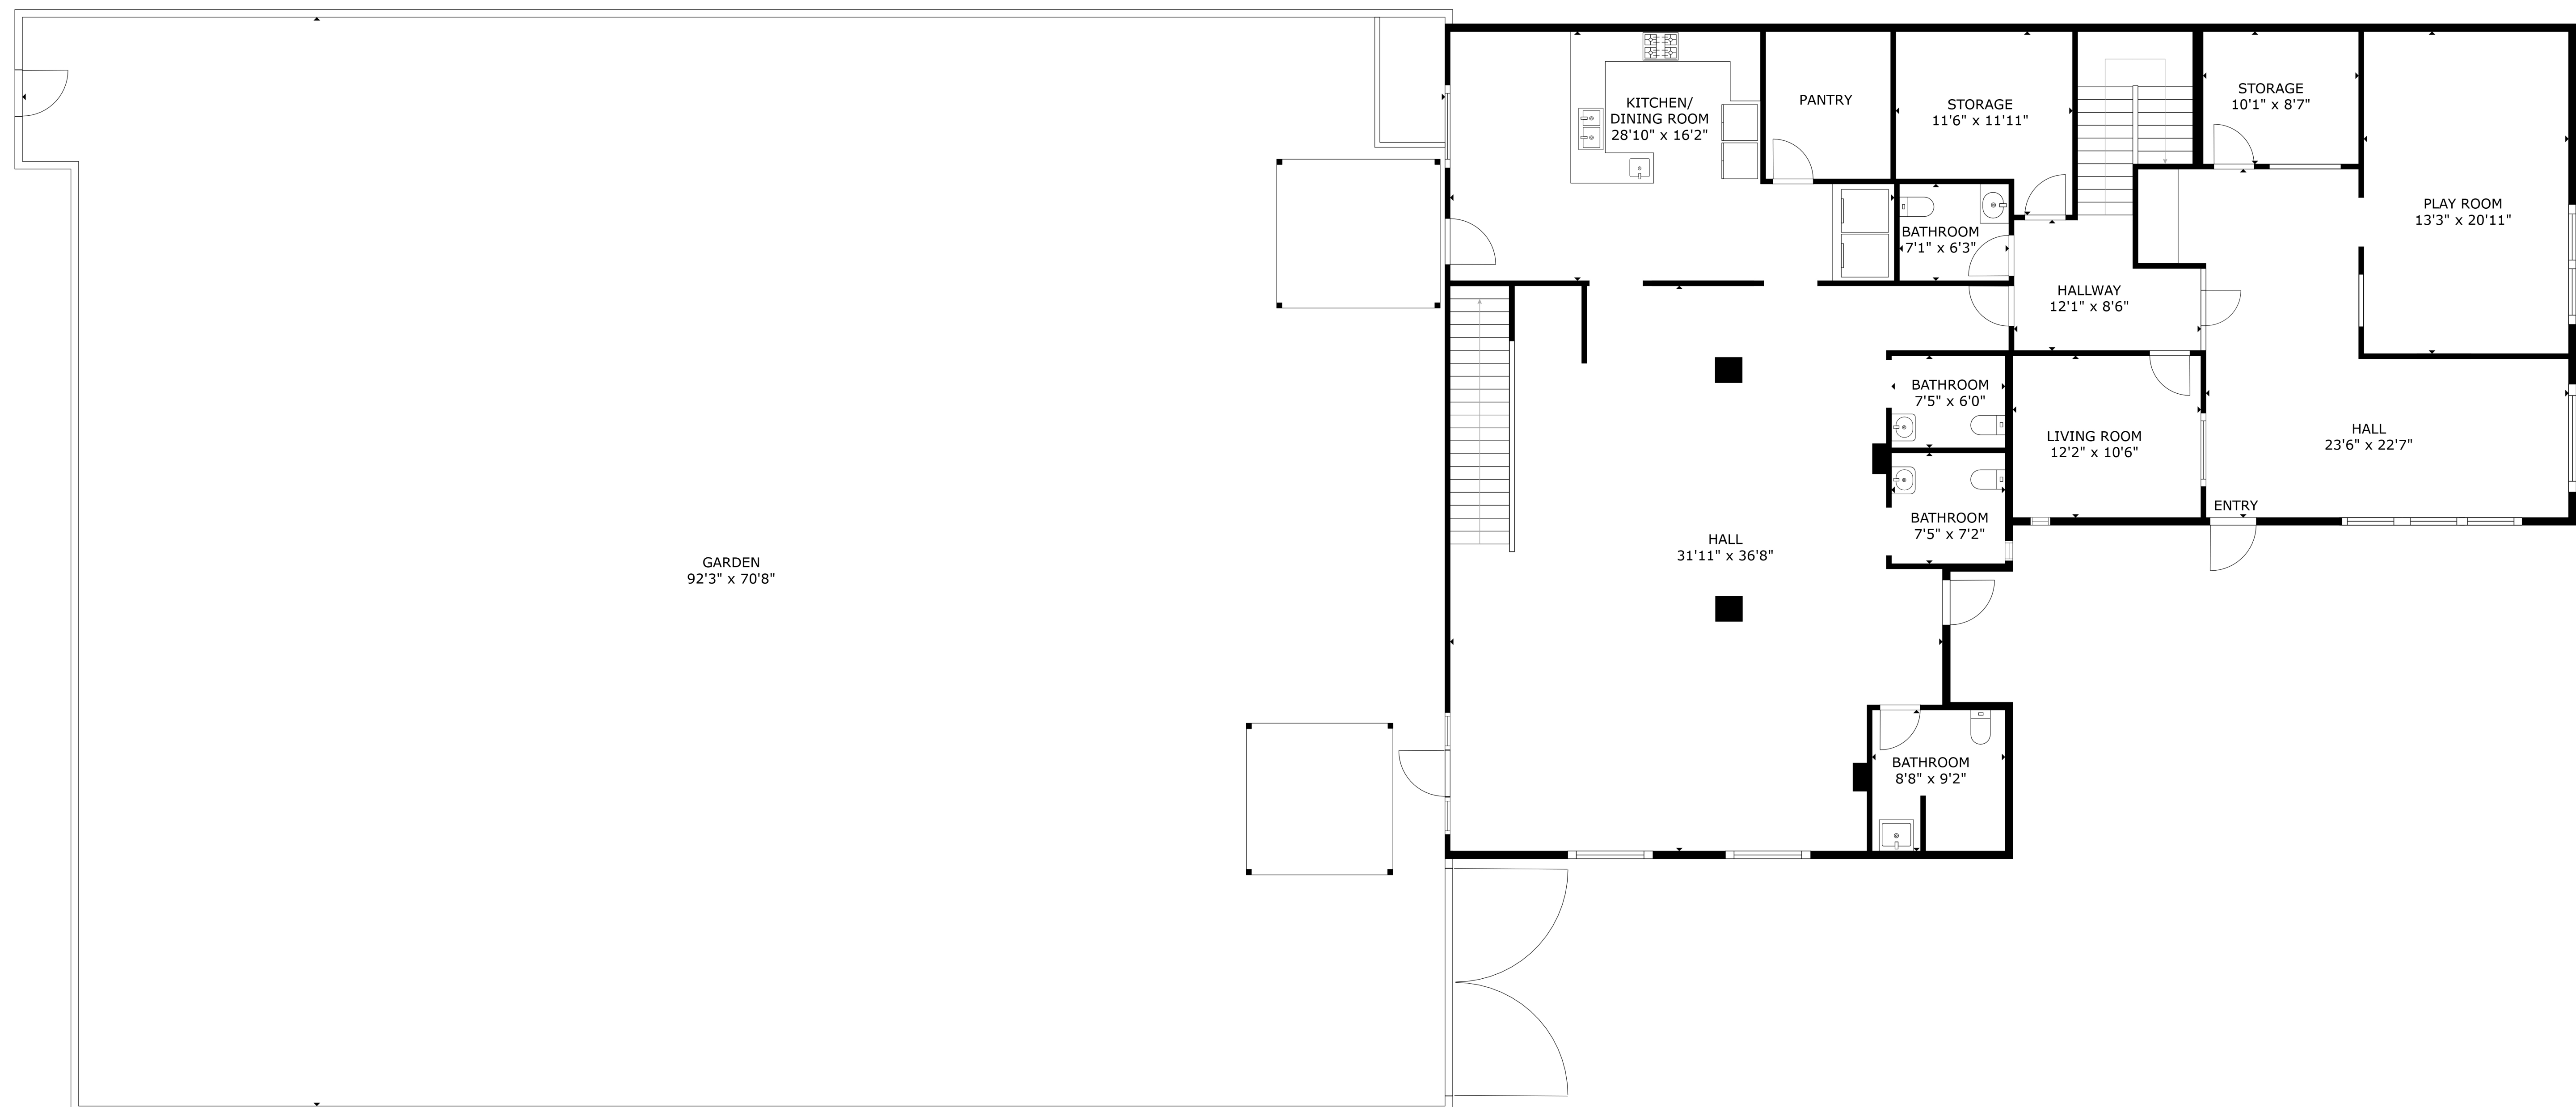 KITCHEN/
DINING ROOM
28'10" x 16'2"
PANTRY
STORAGE
11'6" x 11'11"
STORAGE
10'1" x 8'7"
PLAY ROOM
13'3" x 20'11"
BATHROOM
7'1" x 6'3"
HALLWAY
12'1" x 8'6"
BATHROOM
7'5" x 6'0"
LIVING ROOM
12'2" x 10'6"
HALL
23'6" x 22'7"
ENTRY
BATHROOM
7'5" x 7'2"
HALL
31'11" x 36'8"
GARDEN
92'3" x 70'8"
BATHROOM
8'8" x 9'2"